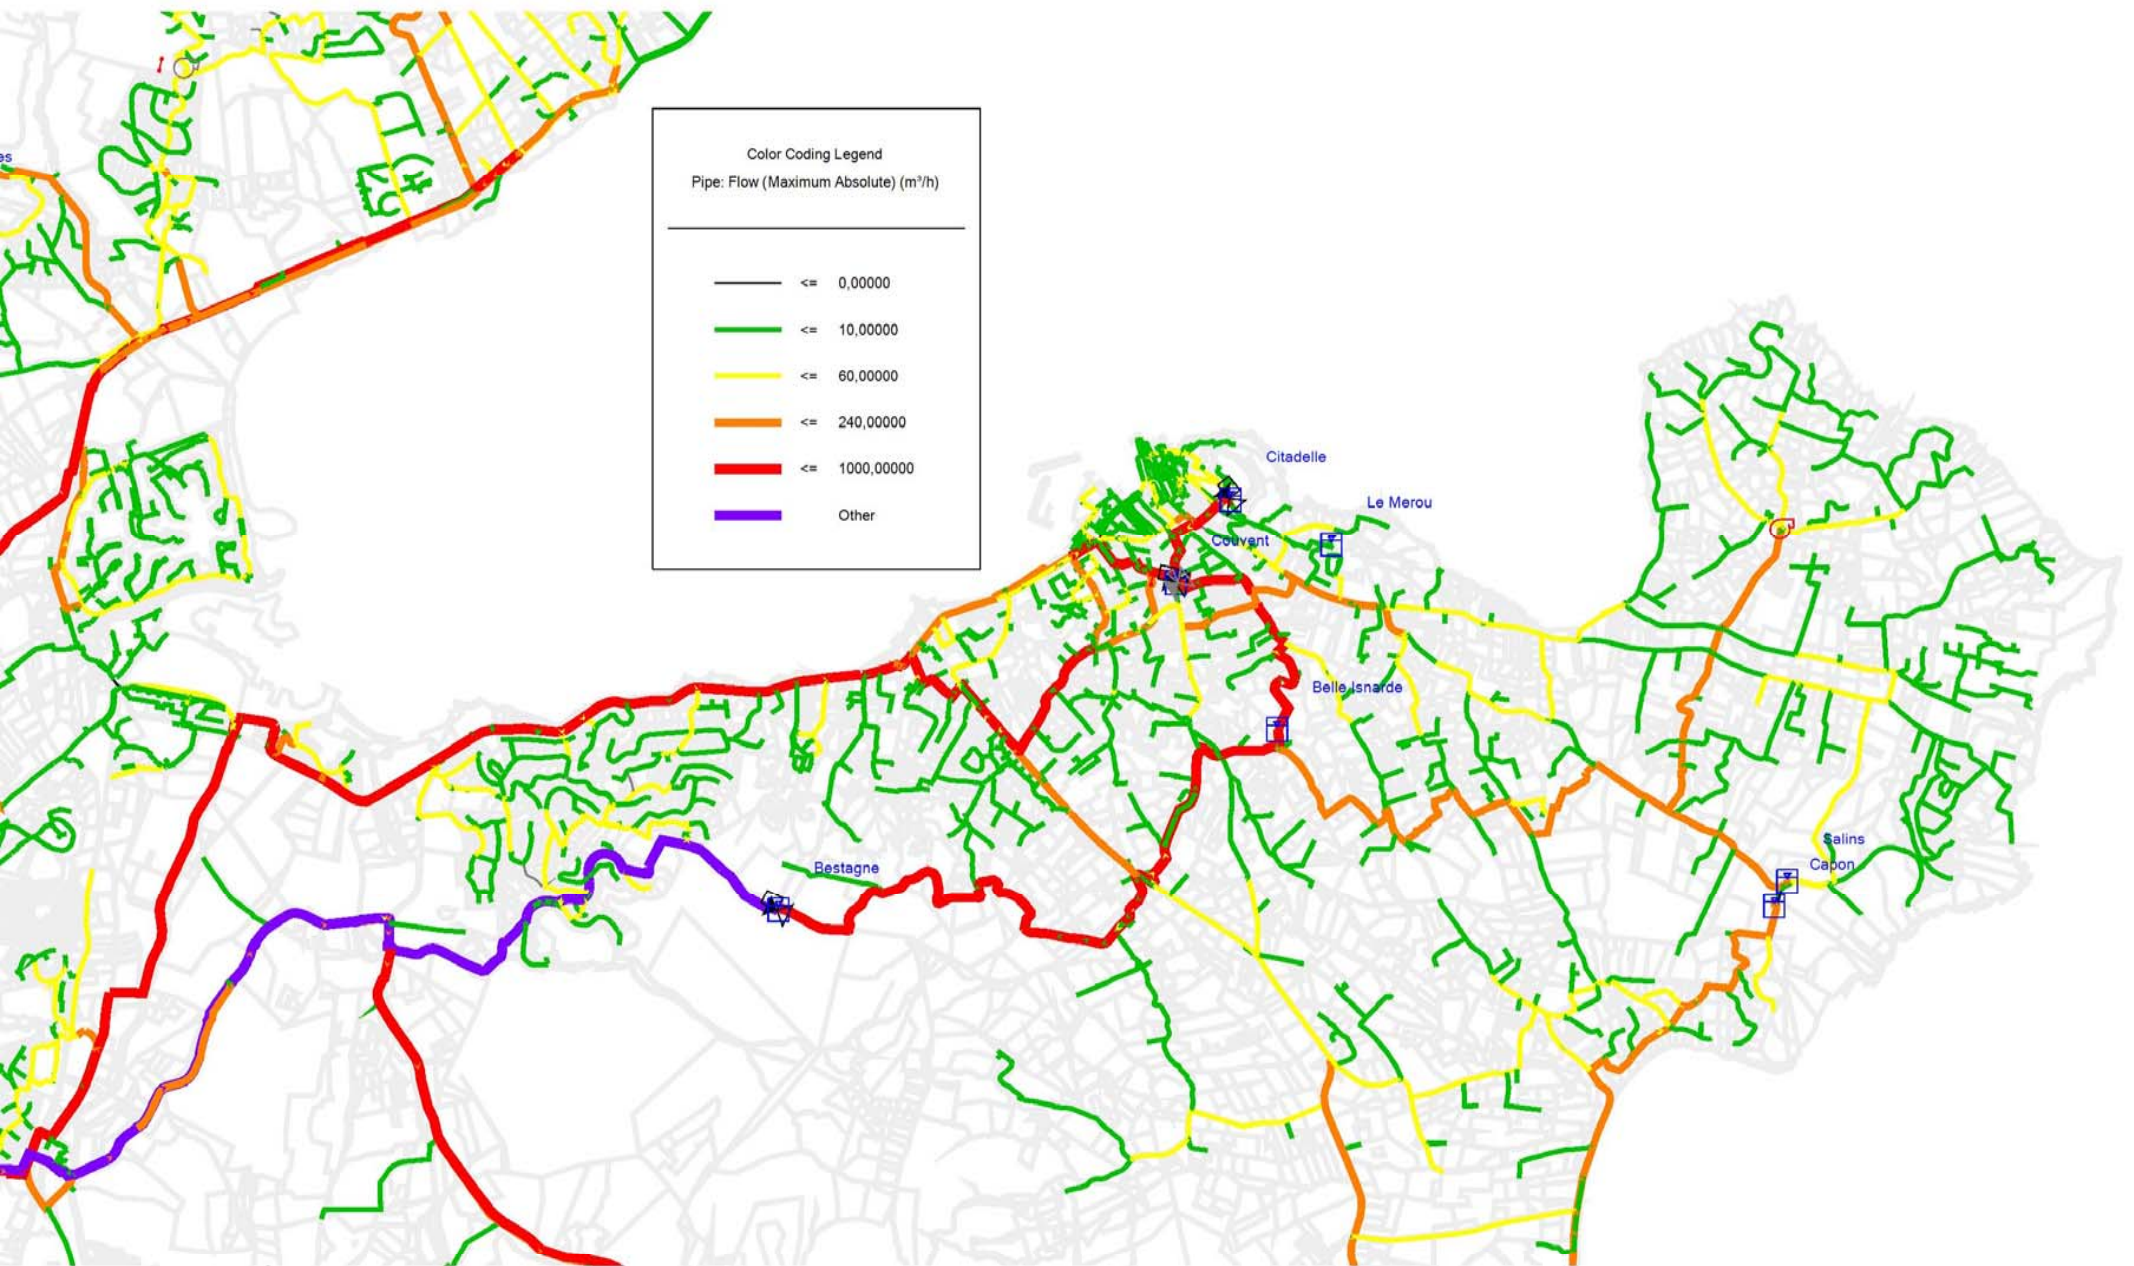 es
Color Coding Legend
Pipe: Flow (Maximum Absolute) (m³/h)
<= 0,00000
<= 10,00000
<= 60,00000
<= 240,00000
<= 1000,00000
Other
Citadelle
Le Merou
Couvent
Belle Isnarde
Salins
Capon
Bestagne